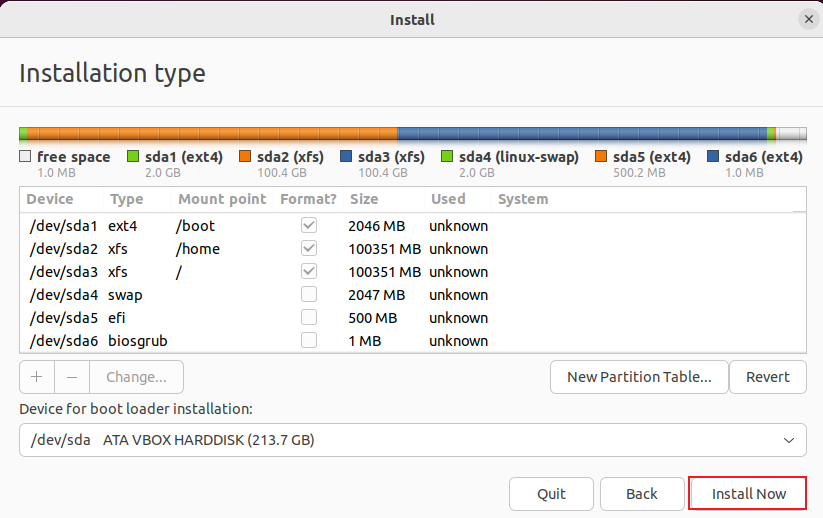 Install
Installation type
free space sda1 (ext4) sda2 (xfs) sda3 (xfs) sda4 (linux-swap) sda5 (ext4) sda6 (ext4)
1.0 MB 2.0 GB 100.4 GB 100.4 GB 2.0 GB 500.2 MB 1.0 MB
Device Type Mount point Format? Size Used System
/dev/sda1 ext4 /boot 2046 MB unknown
/dev/sda2 xfs /home 100351 MB unknown
/dev/sda3 xfs / 100351 MB unknown
/dev/sda4 swap 2047 MB unknown
/dev/sda5 efi 500 MB unknown
/dev/sda6 biosgrub 1 MB unknown
+ − Change... New Partition Table... Revert
Device for boot loader installation:
/dev/sda ATA VBOX HARDDISK (213.7 GB)
Quit Back Install Now